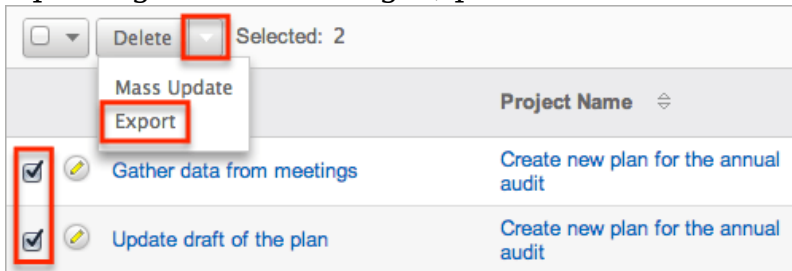 Delete Selected: 2
Mass Update
Export
Project Name
Gather data from meetings
Create new plan for the annual
audit
Update draft of the plan
Create new plan for the annual
audit